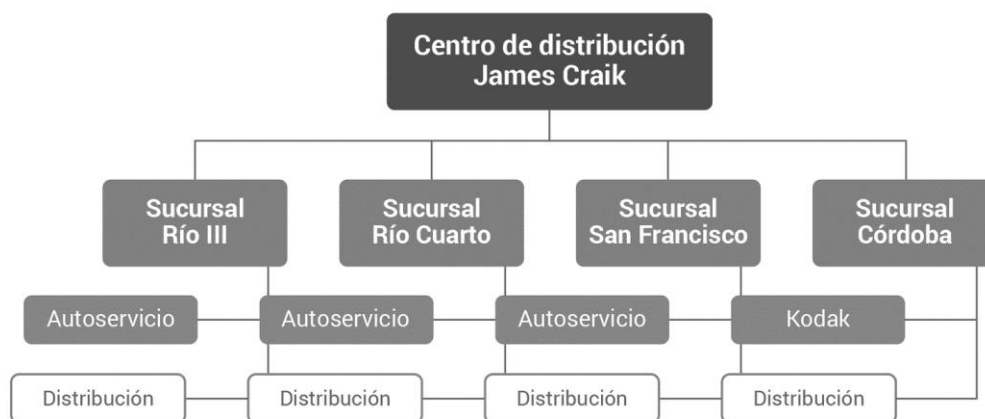 Centro de distribución
James Craik
Sucursal
Río III
Sucursal
Río Cuarto
Sucursal
San Francisco
Sucursal
Córdoba
Autoservicio
Autoservicio
Autoservicio
Kodak
Distribución
Distribución
Distribución
Distribución